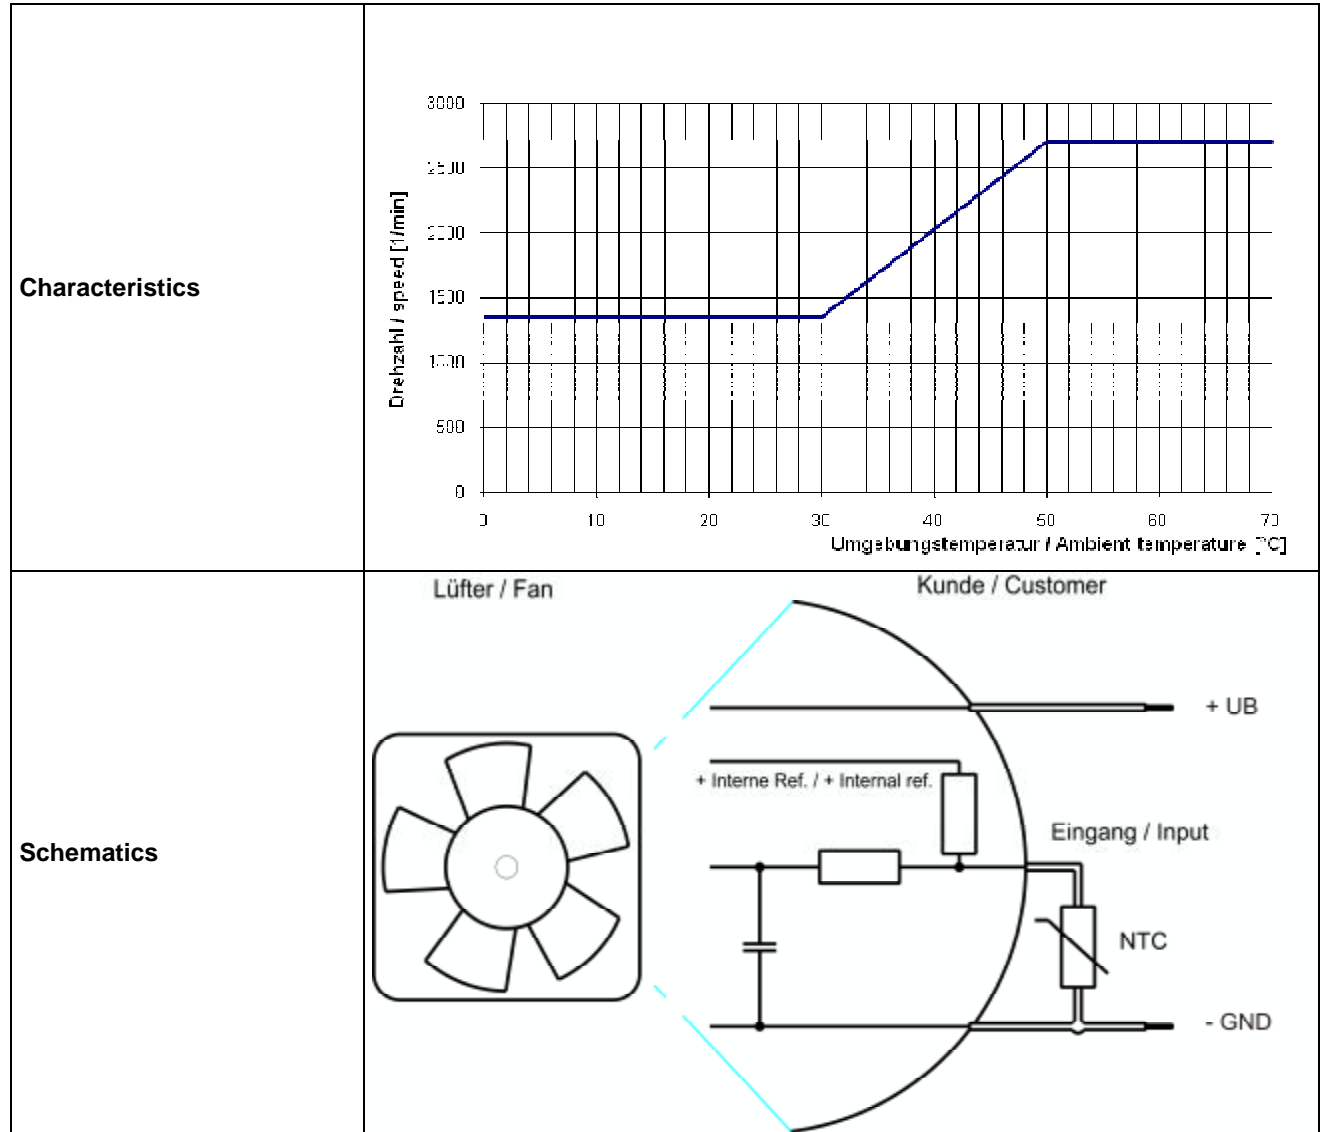 Characteristics
3000
2500
2000
1500
1000
500
0
Drehzahl / speed [1/min]
0 10 20 30 40 50 60 70
Umgebungstemperatur / Ambient temperature [°C]
Schematics
Lüfter / Fan
Kunde / Customer
+ UB
+ Interne Ref. / + Internal ref.
Eingang / Input
NTC
- GND